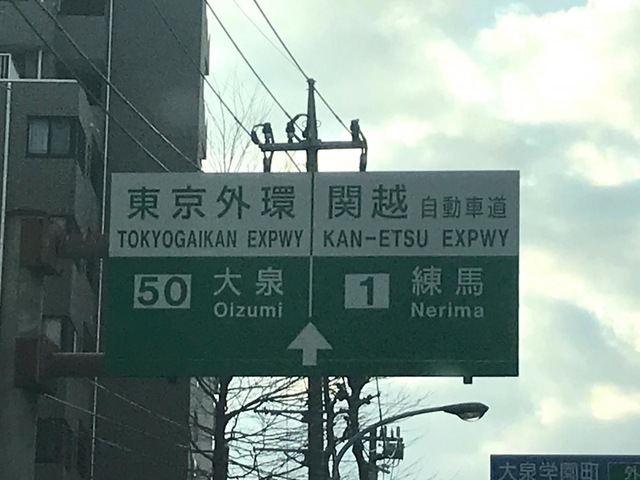 東京外環
TOKYOGAIKAN EXPWY
50 大泉
Oizumi
関越 自動車道
KAN-ETSU EXPWY
1 練馬
Nerima
大泉学園町
外